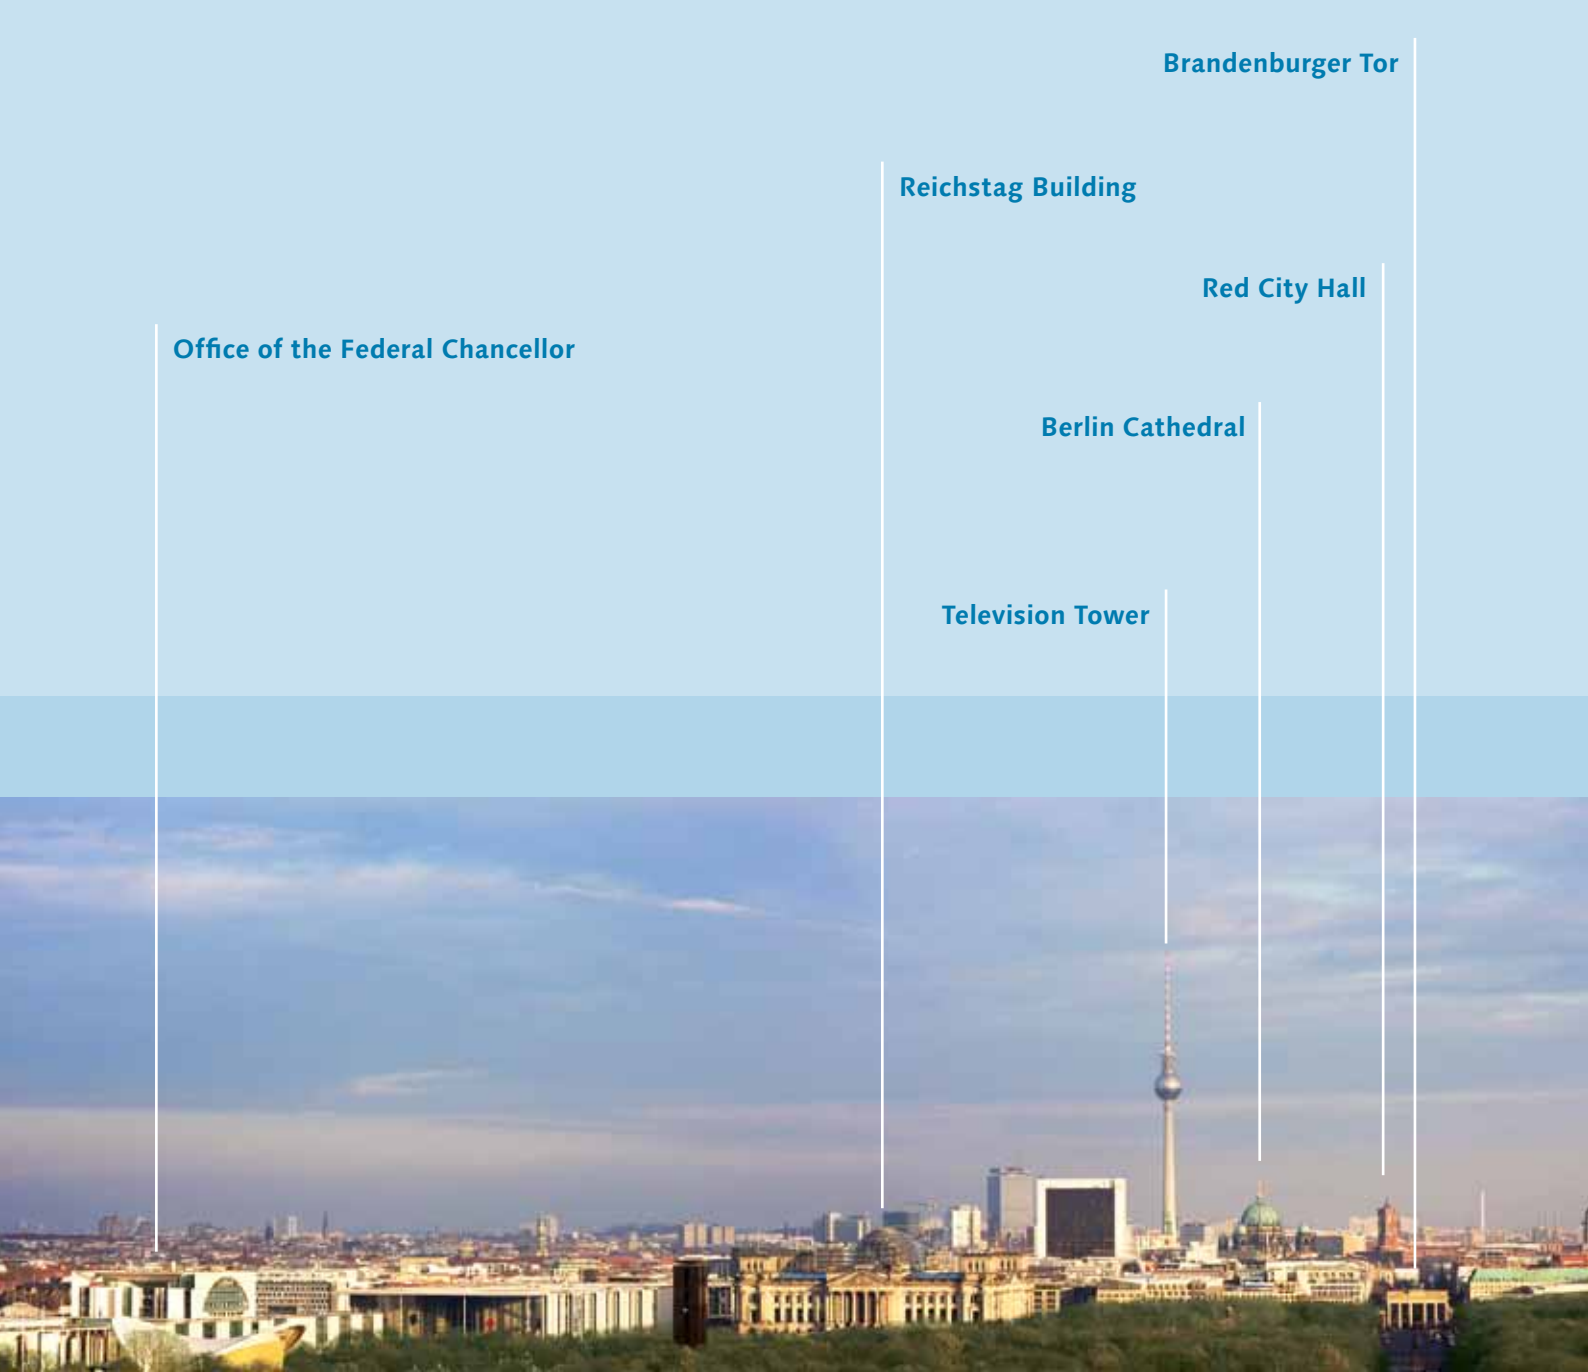 Brandenburger Tor
Reichstag Building
Red City Hall
Office of the Federal Chancellor
Berlin Cathedral
Television Tower